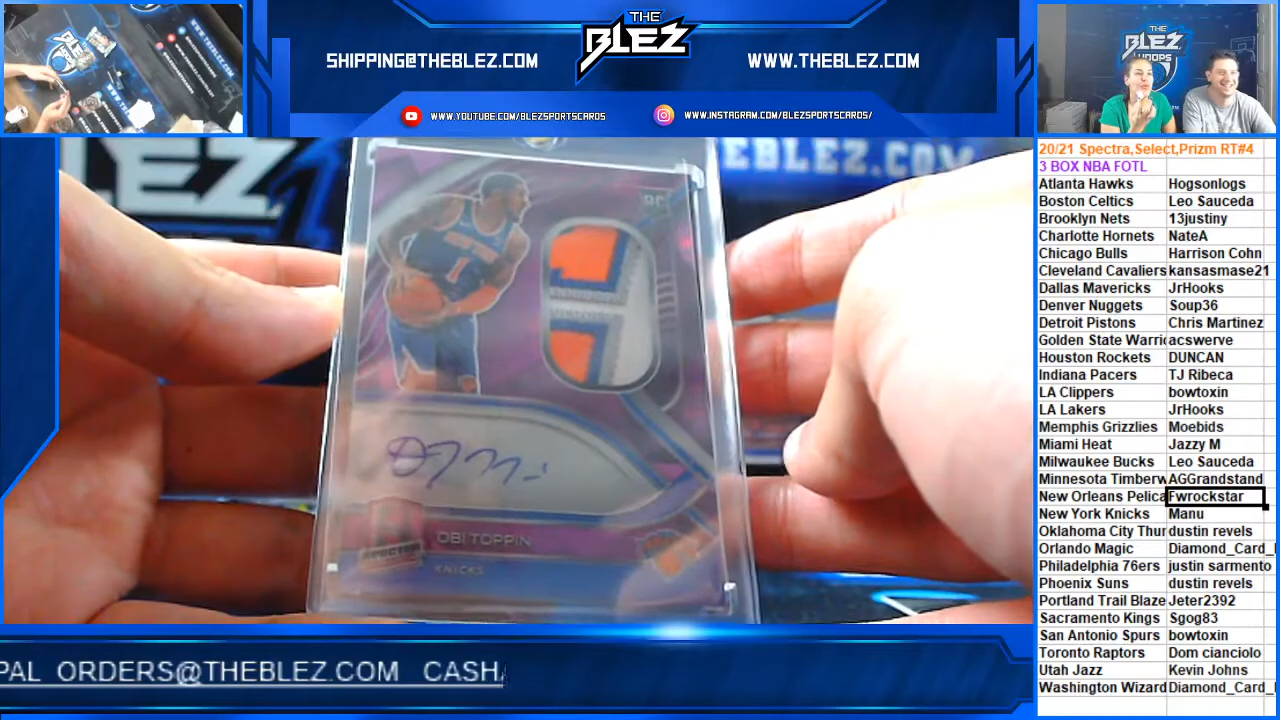 THE
BLEZ
SHIPPING@THEBLEZ.COM
WWW.THEBLEZ.COM
WWW.YOUTUBE.COM/BLEZSPORTSCARDS
WWW.INSTAGRAM.COM/BLEZSPORTSCARDS/
THE
BLEZ
HOOPS
BLEZ
THEBLEZ.COM
RC
1
OBI TOPPIN
SPECTRA
KNICKS
PAL ORDERS@THEBLEZ.COM CASH
20/21 Spectra,Select,Prizm RT#4
3 BOX NBA FOTL
Atlanta Hawks Hogsonlogs
Boston Celtics Leo Sauceda
Brooklyn Nets 13justiny
Charlotte Hornets NateA
Chicago Bulls Harrison Cohn
Cleveland Cavaliers kansasmase21
Dallas Mavericks JrHooks
Denver Nuggets Soup36
Detroit Pistons Chris Martinez
Golden State Warri acswerve
Houston Rockets DUNCAN
Indiana Pacers TJ Ribeca
LA Clippers bowtoxin
LA Lakers JrHooks
Memphis Grizzlies Moebids
Miami Heat Jazzy M
Milwaukee Bucks Leo Sauceda
Minnesota Timberw AGGrandstand
New Orleans Pelica Fwrockstar
New York Knicks Manu
Oklahoma City Thur dustin revels
Orlando Magic Diamond_Card_
Philadelphia 76ers justin sarmento
Phoenix Suns dustin revels
Portland Trail Blaze Jeter2392
Sacramento Kings Sgog83
San Antonio Spurs bowtoxin
Toronto Raptors Dom cianciolo
Utah Jazz Kevin Johns
Washington Wizard Diamond_Card_